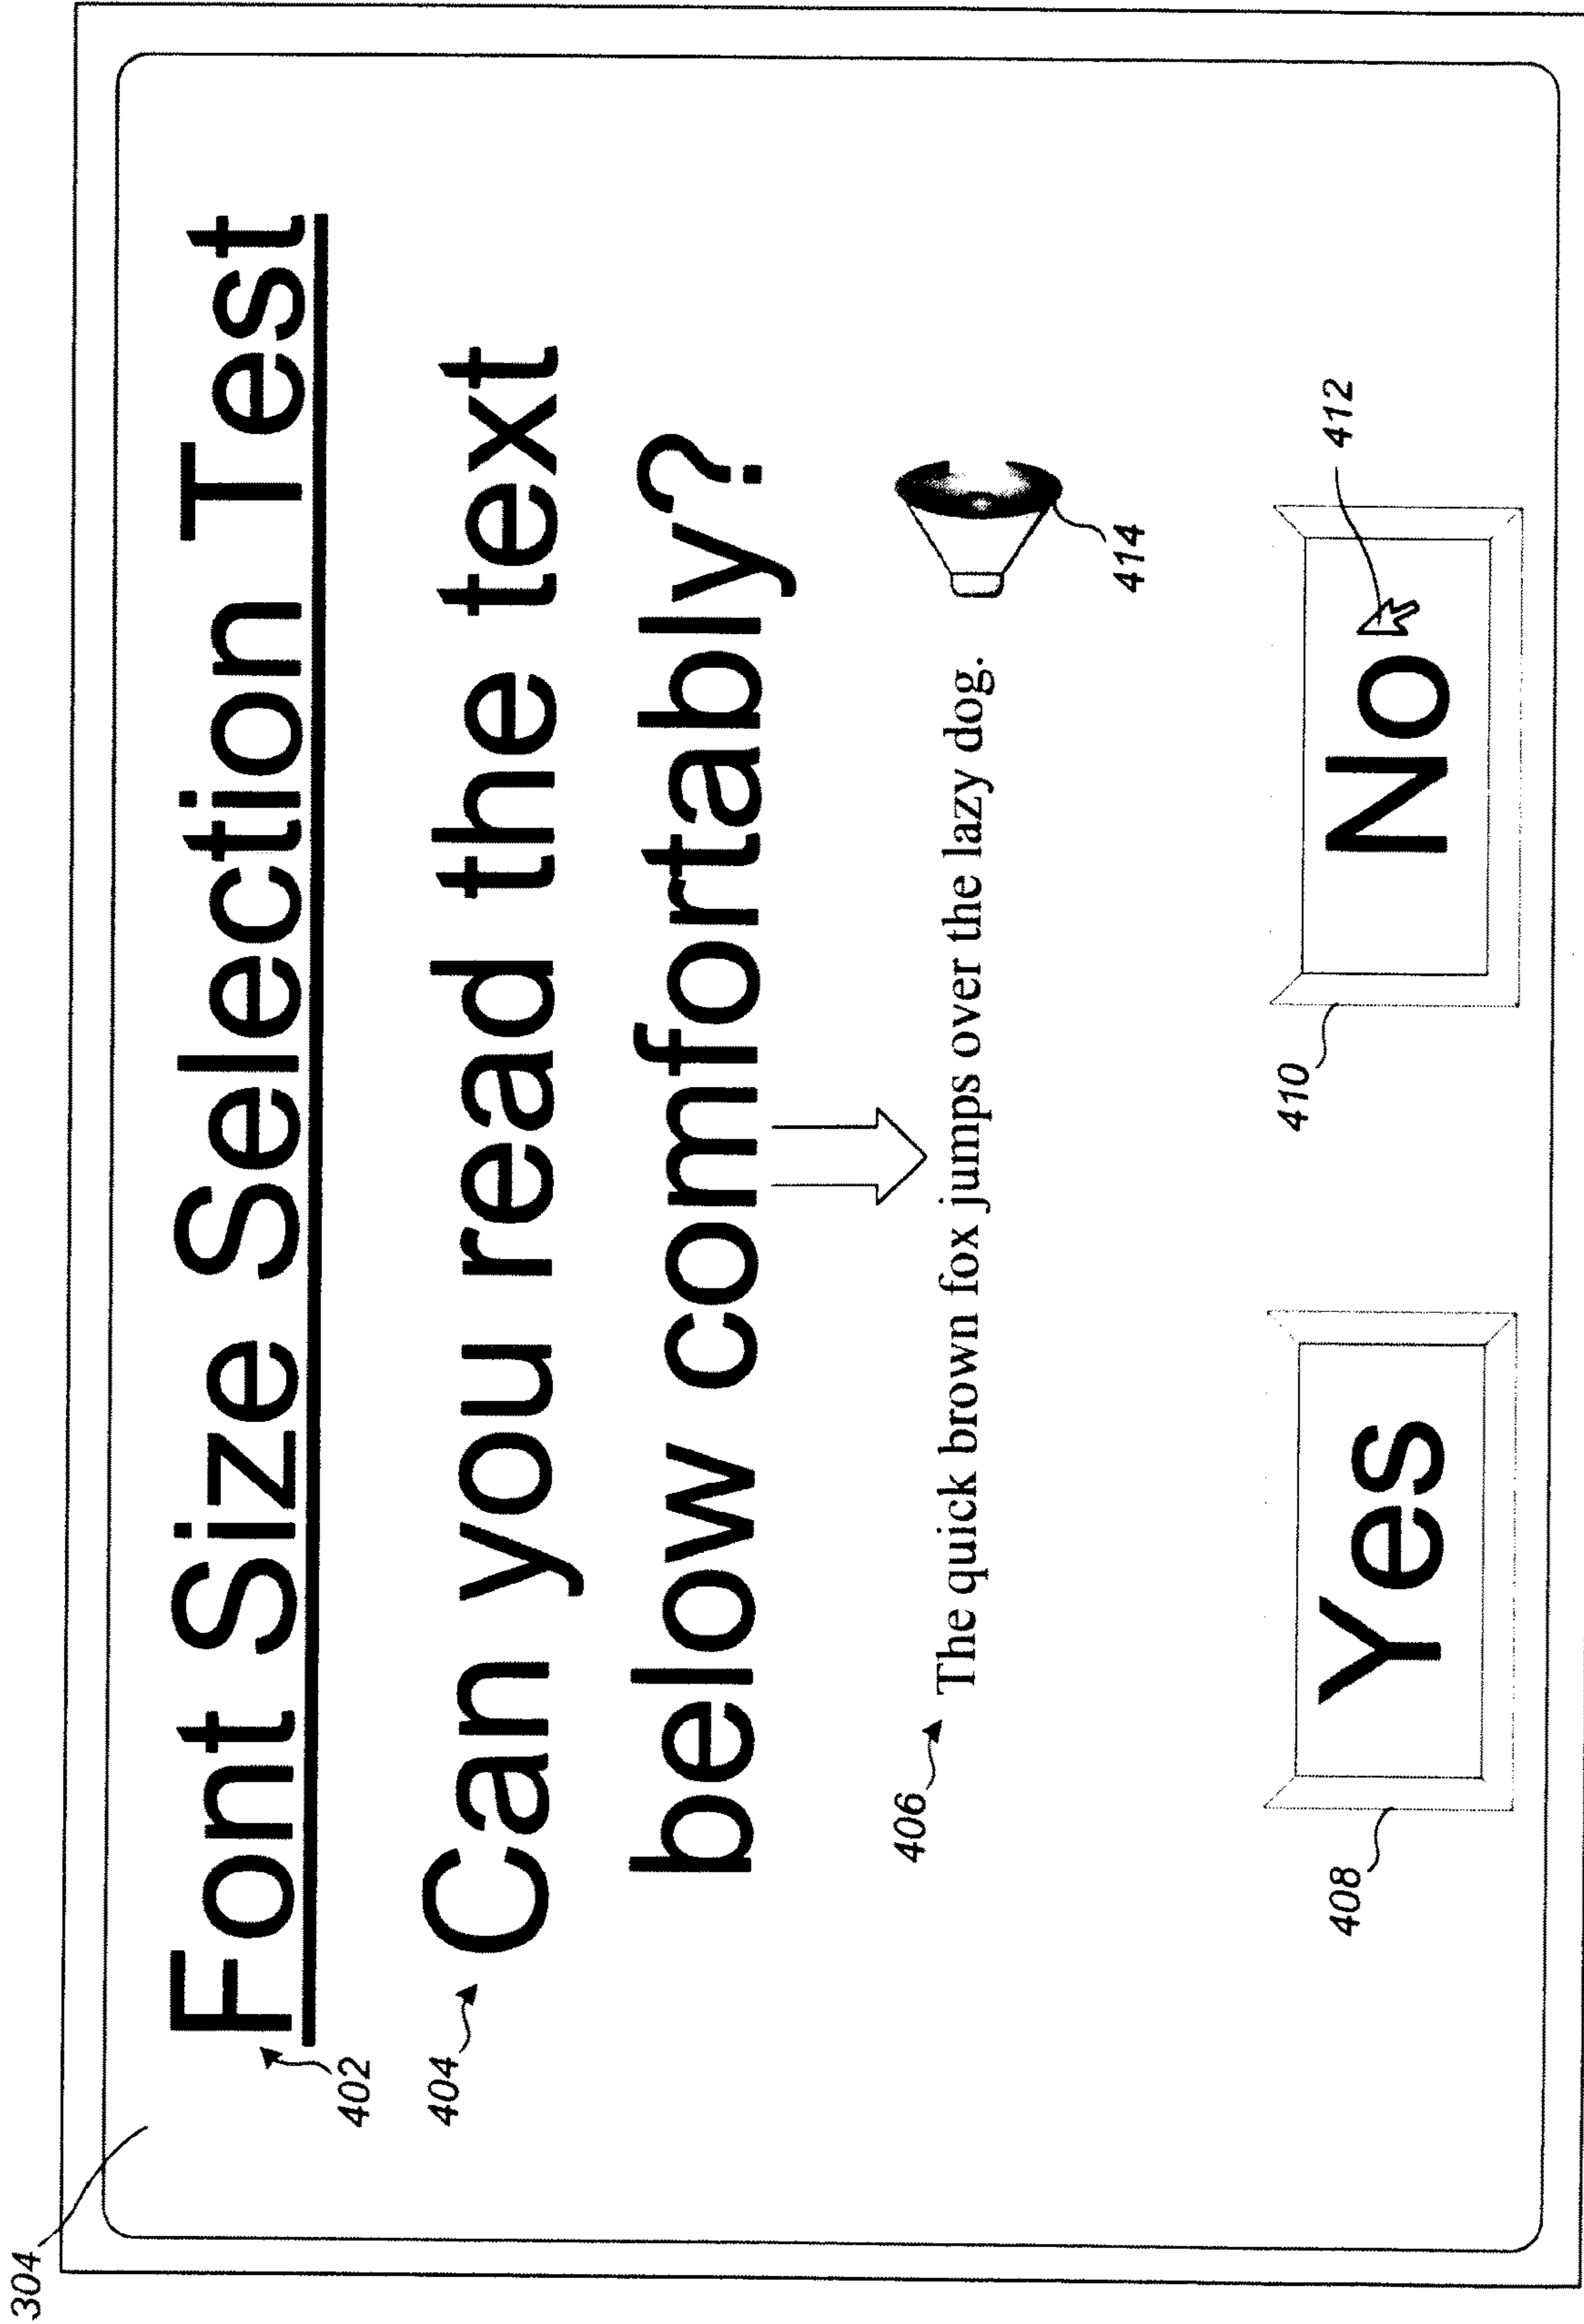 304
402
Font Size Selection Test
404
Can you read the text
below comfortably?
406
The quick brown fox jumps over the lazy dog.
414
408
Yes
410
No
412